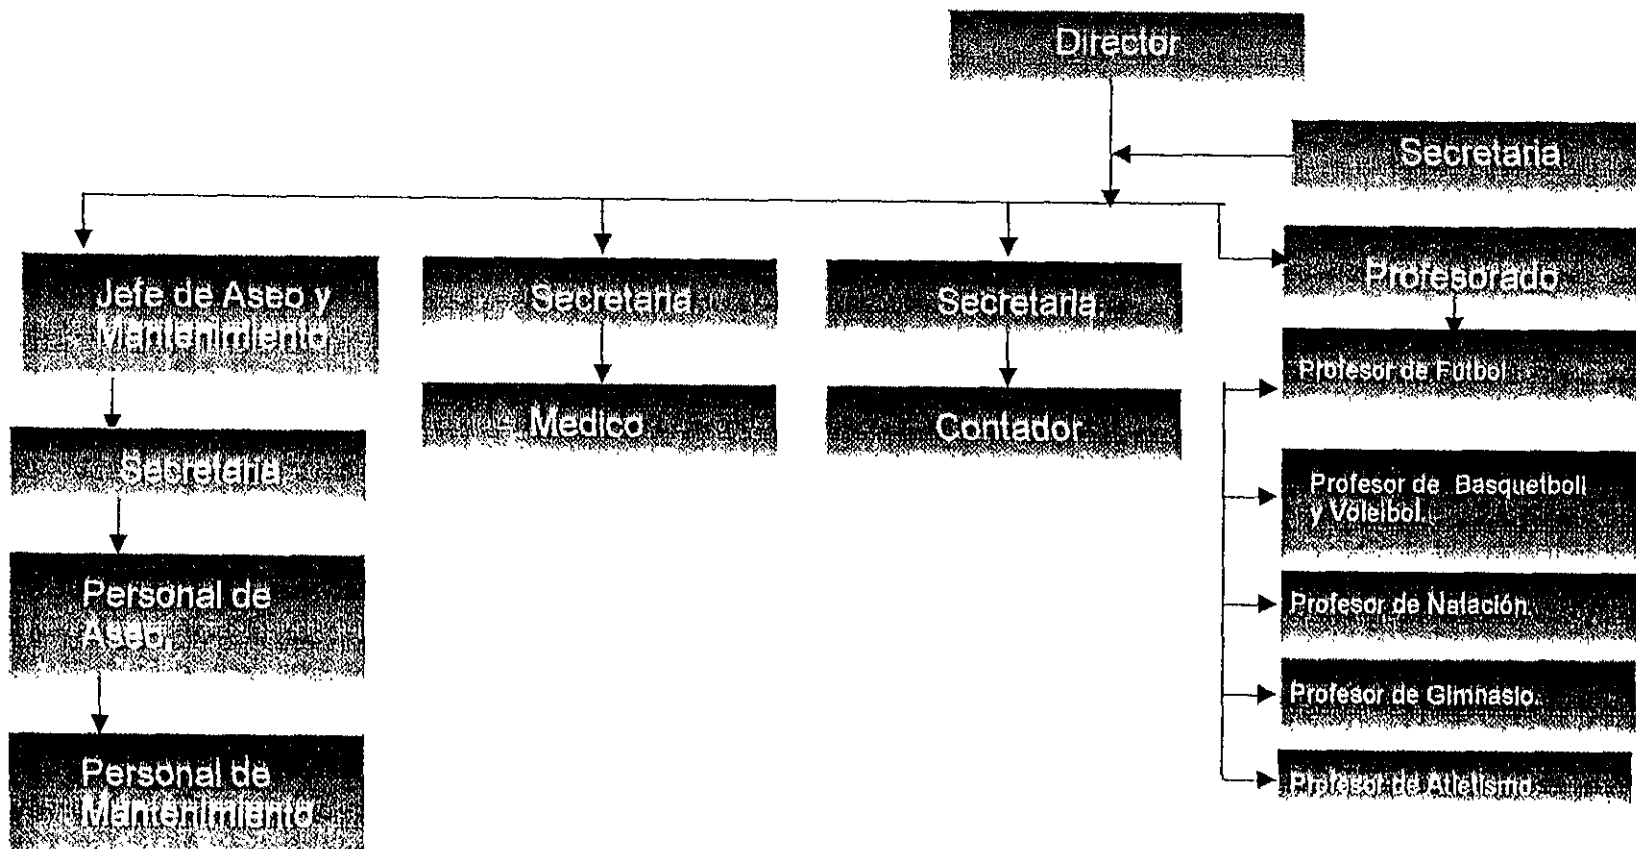 Director
Secretaria
Jefe de Aseo y
Mantenimiento
Secretaria.
Secretaria.
Profesorado
Profesor de Futbol
Medico
Contador
Secretaria
Profesor de Basquetboll
y Voleibol.
Personal de
Aseo.
Profesor de Natación.
Profesor de Gimnasio.
Personal de
Mantenimiento
Profesor de Atletismo.